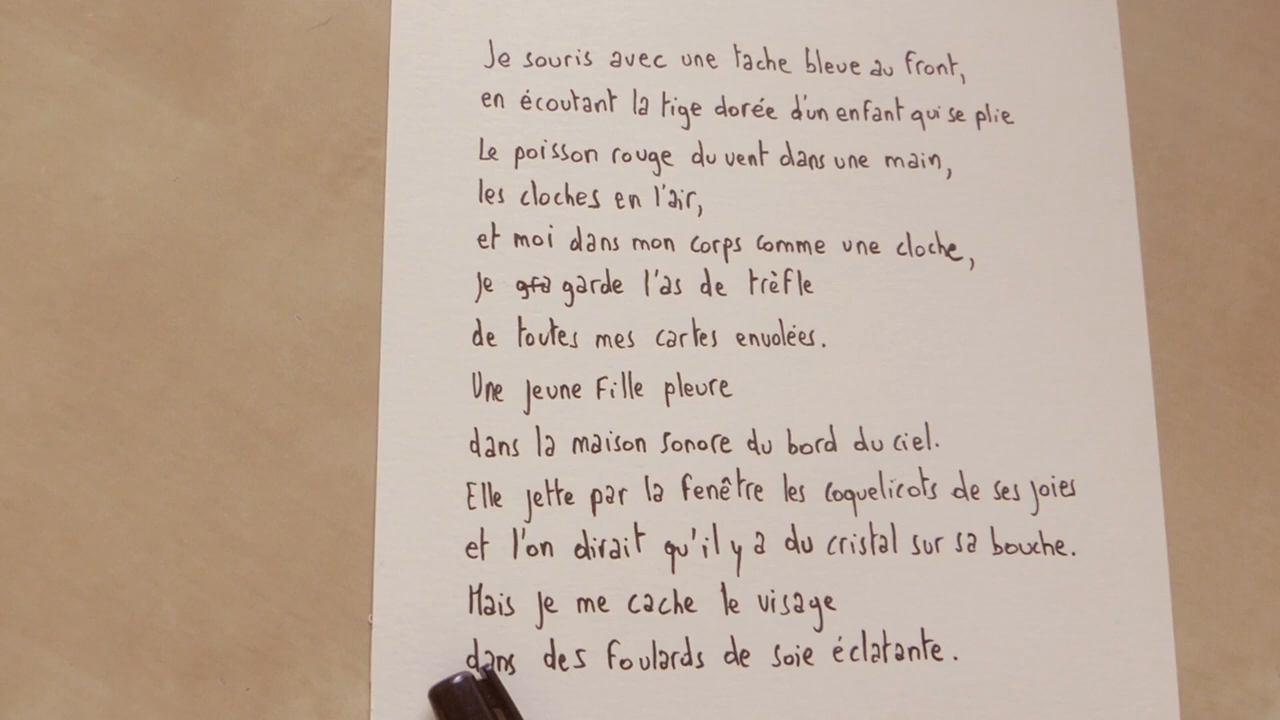 Je souris avec une tache bleue au front,
en écoutant la tige dorée d'un enfant qui se plie
Le poisson rouge du vent dans une main,
les cloches en l'air,
et moi dans mon corps comme une cloche,
Je garde l'as de trèfle
de toutes mes cartes envolées.
Une jeune fille pleure
dans la maison sonore du bord du ciel.
Elle jette par la fenêtre les coquelicots de ses joies
et l'on dirait qu'il y a du cristal sur sa bouche.
Mais je me cache le visage
dans des foulards de soie éclatante.